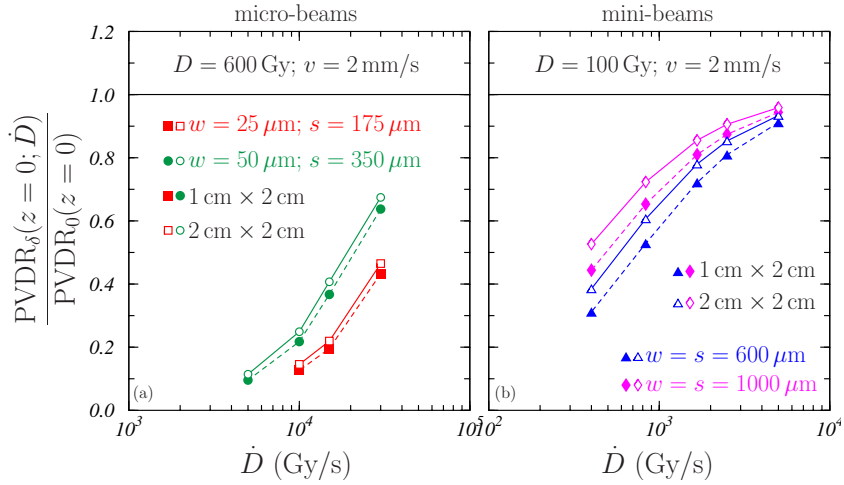 micro-beams
mini-beams
PVDR_δ(z = 0; Ḋ)
PVDR_0(z = 0)
1.2
1.0
0.8
0.6
0.4
0.2
0.0
D = 600 Gy; v = 2 mm/s
w = 25 μm; s = 175 μm
w = 50 μm; s = 350 μm
1 cm × 2 cm
2 cm × 2 cm
(a)
10^3
10^4
10^5
Ḋ (Gy/s)
D = 100 Gy; v = 2 mm/s
1 cm × 2 cm
2 cm × 2 cm
w = s = 600 μm
w = s = 1000 μm
(b)
10^2
10^3
10^4
Ḋ (Gy/s)